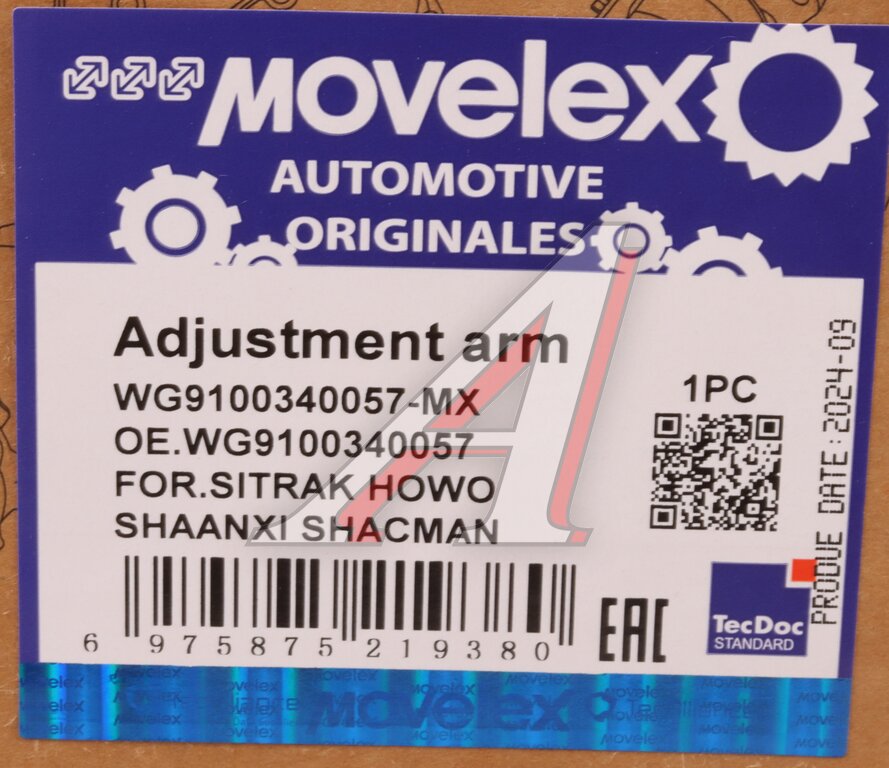 MOVELEX
AUTOMOTIVE
ORIGINALES
Adjustment arm
WG9100340057-MX
OE.WG9100340057
FOR.SITRAK HOWO
SHAANXI SHACMAN
1PC
PRODUE DATE:2024-09
6 975875 219380
EAC
TecDoc
STANDARD
MOVELEX